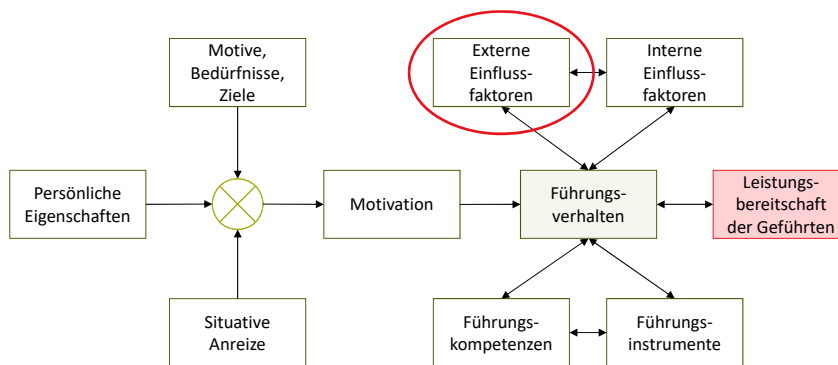 Motive,
Bedürfnisse,
Ziele
Externe
Einfluss-
faktoren
Interne
Einfluss-
faktoren
Persönliche
Eigenschaften
Motivation
Führungs-
verhalten
Leistungs-
bereitschaft
der Geführten
Situative
Anreize
Führungs-
kompetenzen
Führungs-
instrumente